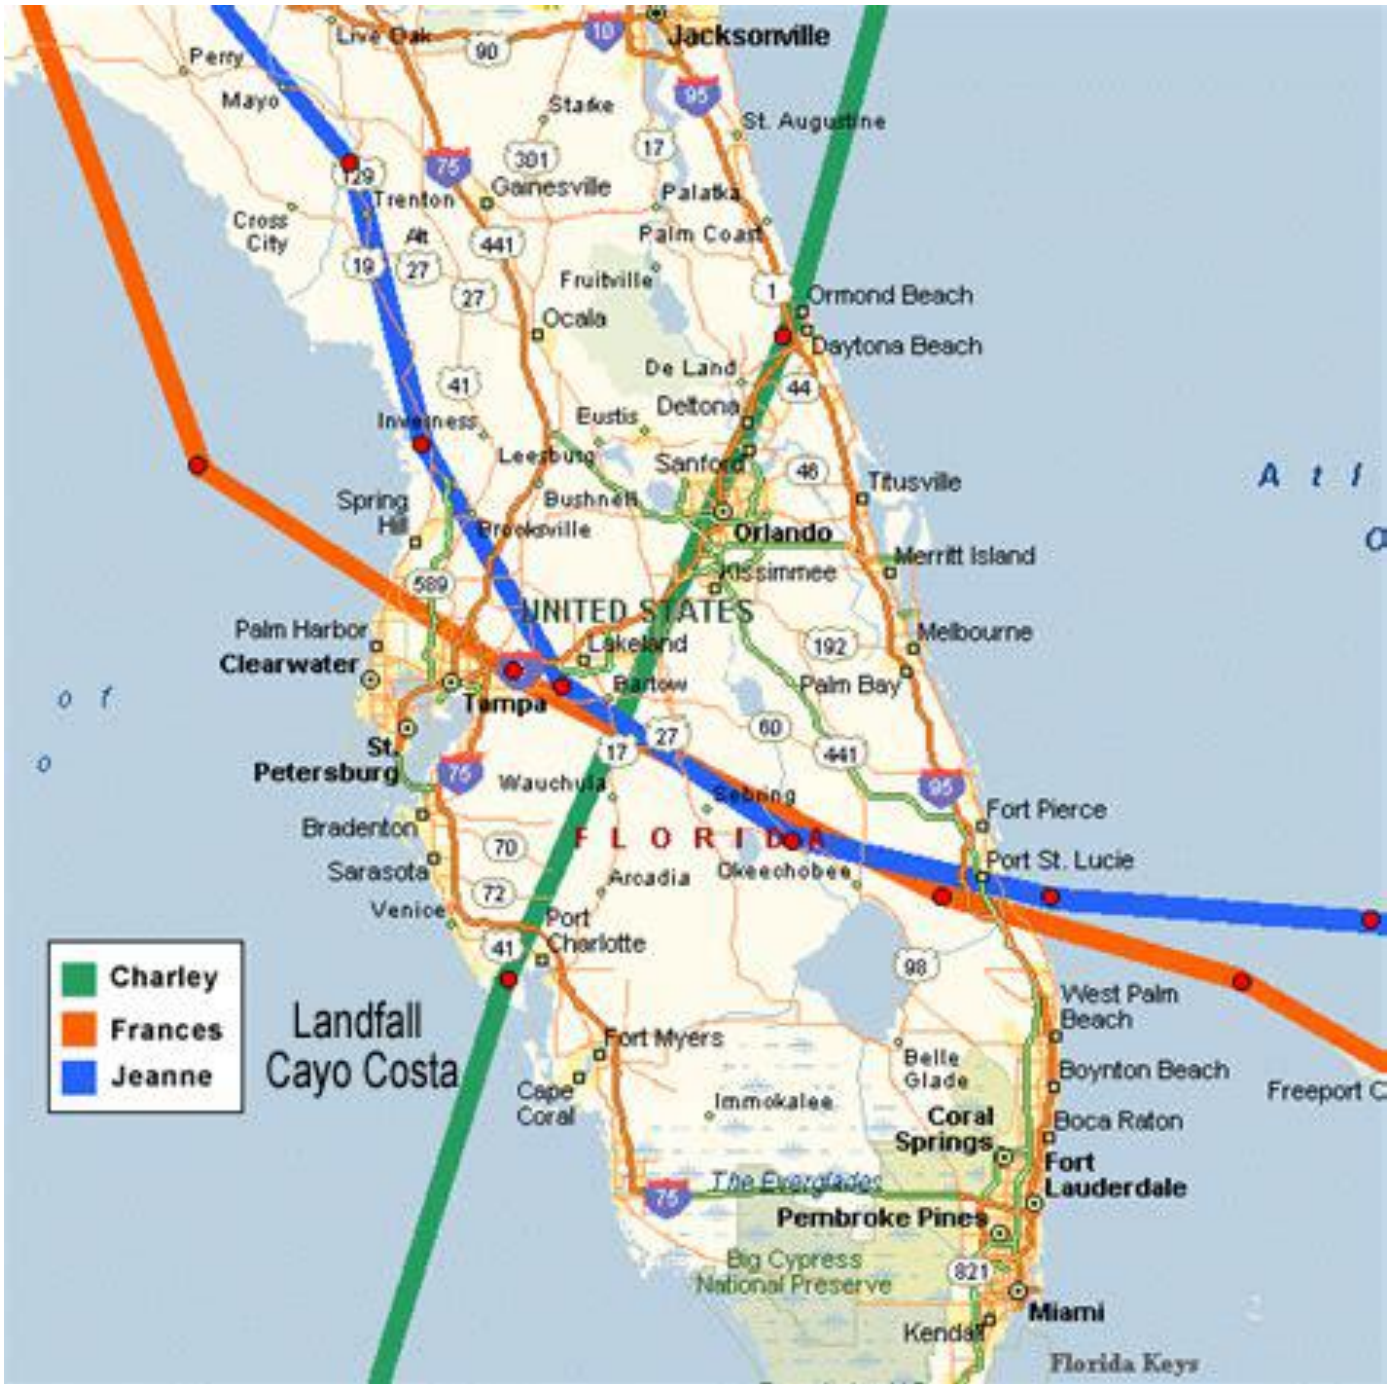 Live Oak
90
10
Jacksonville
Perry
Mayo
95
Starke
St. Augustine
17
301
75
129
Trenton
Gainesville
Palatka
Cross
City
Alt
27
19
441
Palm Coast
Fruitville
27
1
Ormond Beach
Ocala
Daytona Beach
De Land
44
41
Deltona
Inverness
Eustis
Leesburg
Sanford
46
Titusville
Atl
Spring
Hill
Bushnell
Brooksville
Orlando
Merritt Island
Kissimmee
589
UNITED STATES
Palm Harbor
Lakeland
192
Melbourne
Clearwater
Bartow
Palm Bay
o f
Tampa
60
27
17
441
St.
Petersburg
75
o
Wauchula
Sebring
95
Fort Pierce
Bradenton
FLORIDA
70
Port St. Lucie
Sarasota
Okeechobee
Arcadia
72
Venice
Port
Charlotte
41
98
Charley
Frances
Jeanne
Landfall
Cayo Costa
West Palm
Beach
Fort Myers
Belle
Glade
Boynton Beach
Cape
Coral
Immokalee
Freeport C
Coral
Springs
Boca Raton
Fort
Lauderdale
75
The Everglades
Pembroke Pines
Big Cypress
National Preserve
821
Miami
Kendall
Florida Keys